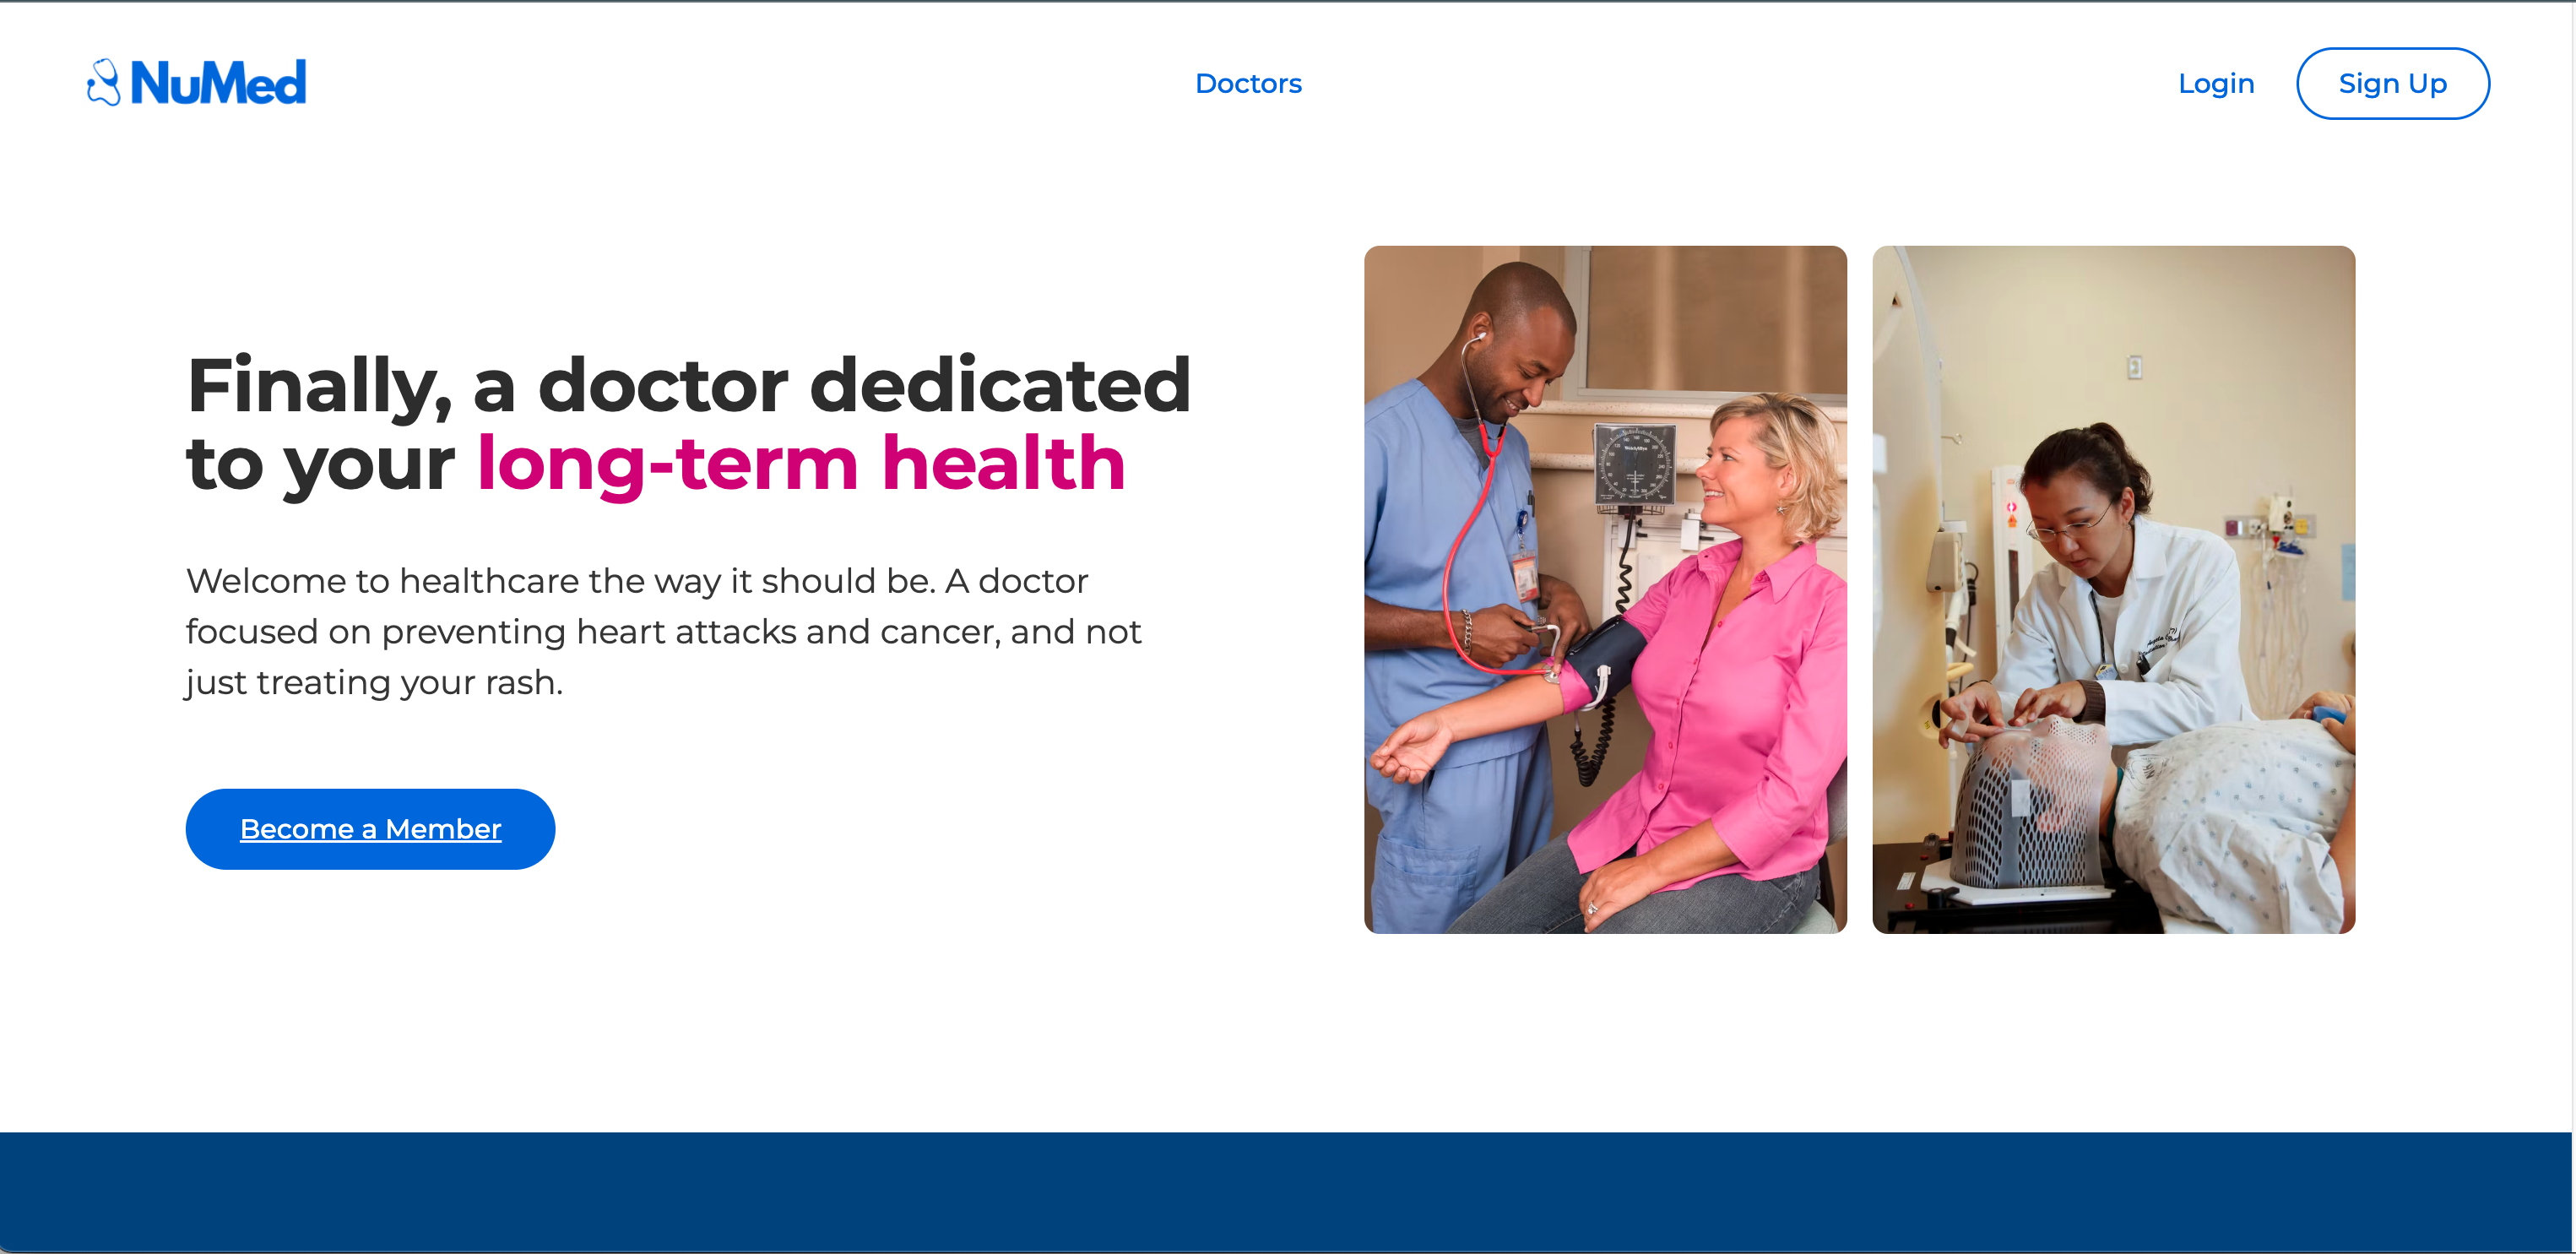 NuMed
Doctors
Login
Sign Up
Finally, a doctor dedicated
to your long-term health
Welcome to healthcare the way it should be. A doctor
focused on preventing heart attacks and cancer, and not
just treating your rash.
Become a Member